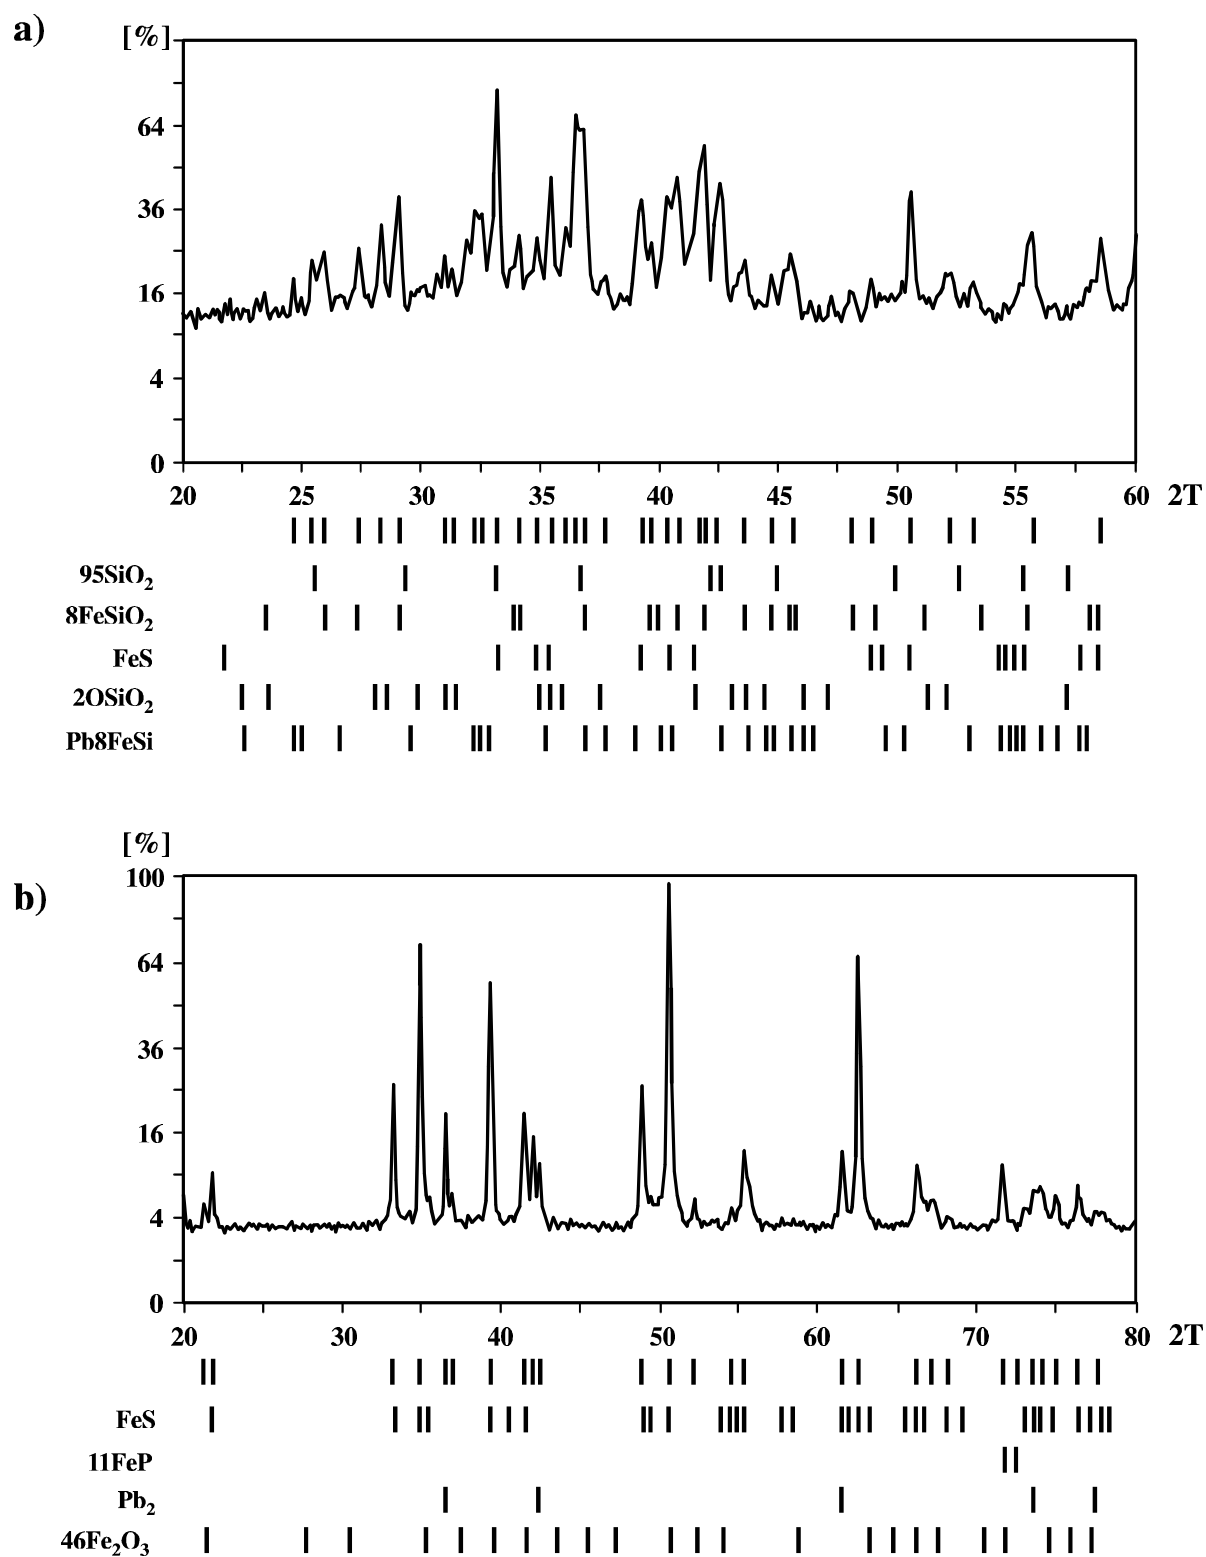 a)
[%]
64
36
16
4
0
20 25 30 35 40 45 50 55 60 2T
95SiO₂
8FeSiO₂
FeS
2OSiO₂
Pb8FeSi
[%]
b)
100
64
36
16
4
0
20 30 40 50 60 70 80 2T
FeS
11FeP
Pb₂
46Fe₂O₃